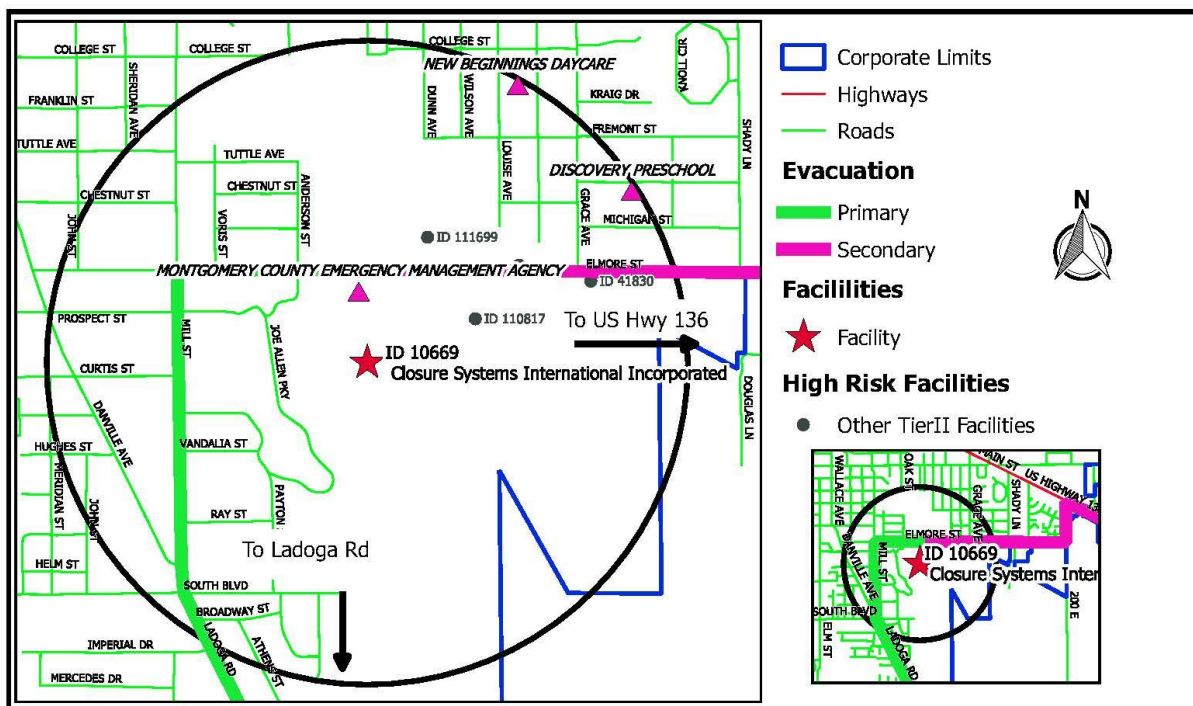 COLLEGE ST
COLLEGE ST
COLLEGE ST
NEW BEGINNINGS DAYCARE
KNOLL CIR
SHERIDAN AVE
DUNN AVE
WILSON AVE
KRAIG DR
FRANKLIN ST
FREMONT ST
SHADY LN
TUTTLE AVE
TUTTLE AVE
LOUISE AVE
DISCOVERY PRESCHOOL
CHESTNUT ST
CHESTNUT ST
ANDERSON ST
GRACE AVE
JOHN ST
VORIS ST
MICHIGAN ST
ID 111699
MONTGOMERY COUNTY EMERGENCY MANAGEMENT AGENCY
ELMORE ST
ID 41830
PROSPECT ST
MILL ST
JOE ALLEN PKY
ID 110817
To US Hwy 136
ID 10669
Closure Systems International Incorporated
CURTIS ST
DOUGLAS LN
DANVILLE AVE
HUGHES ST
VANDALIA ST
MERIDIAN ST
JOHN ST
PAYTON
RAY ST
To Ladoga Rd
HELM ST
SOUTH BLVD
BROADWAY ST
IMPERIAL DR
LADOGA RD
ATHENS ST
MERCEDES DR
Corporate Limits
Highways
Roads
Evacuation
Primary
Secondary
N
Facililities
Facility
High Risk Facilities
Other TierII Facilities
WALLACE AVE
OAK ST
MAIN ST
US HIGHWAY 13
GRACE AVE
SHADY LN
ELMORE ST
ID 10669
Closure Systems Inter
DANVILLE AVE
MILL ST
SOUTH BLVD
200 E
ELM ST
LADOGA RD